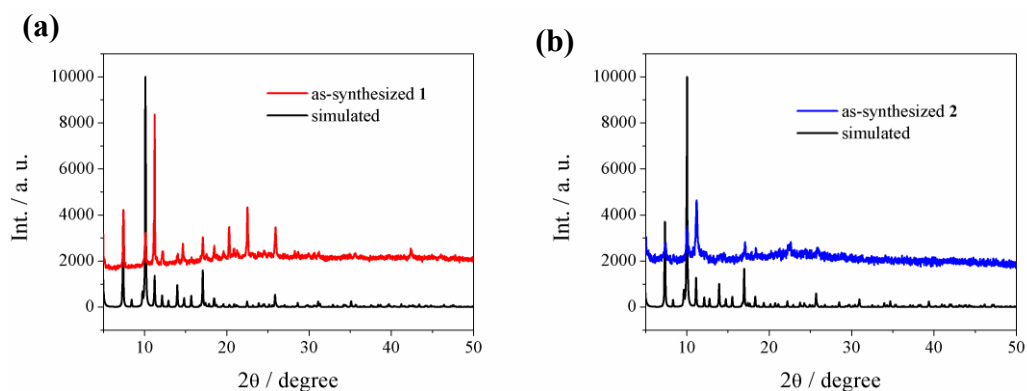 (a)
10000
8000
6000
4000
2000
0
Int. / a. u.
as-synthesized 1
simulated
10 20 30 40 50
2θ / degree
(b)
10000
8000
6000
4000
2000
0
Int. / a. u.
as-synthesized 2
simulated
10 20 30 40 50
2θ / degree